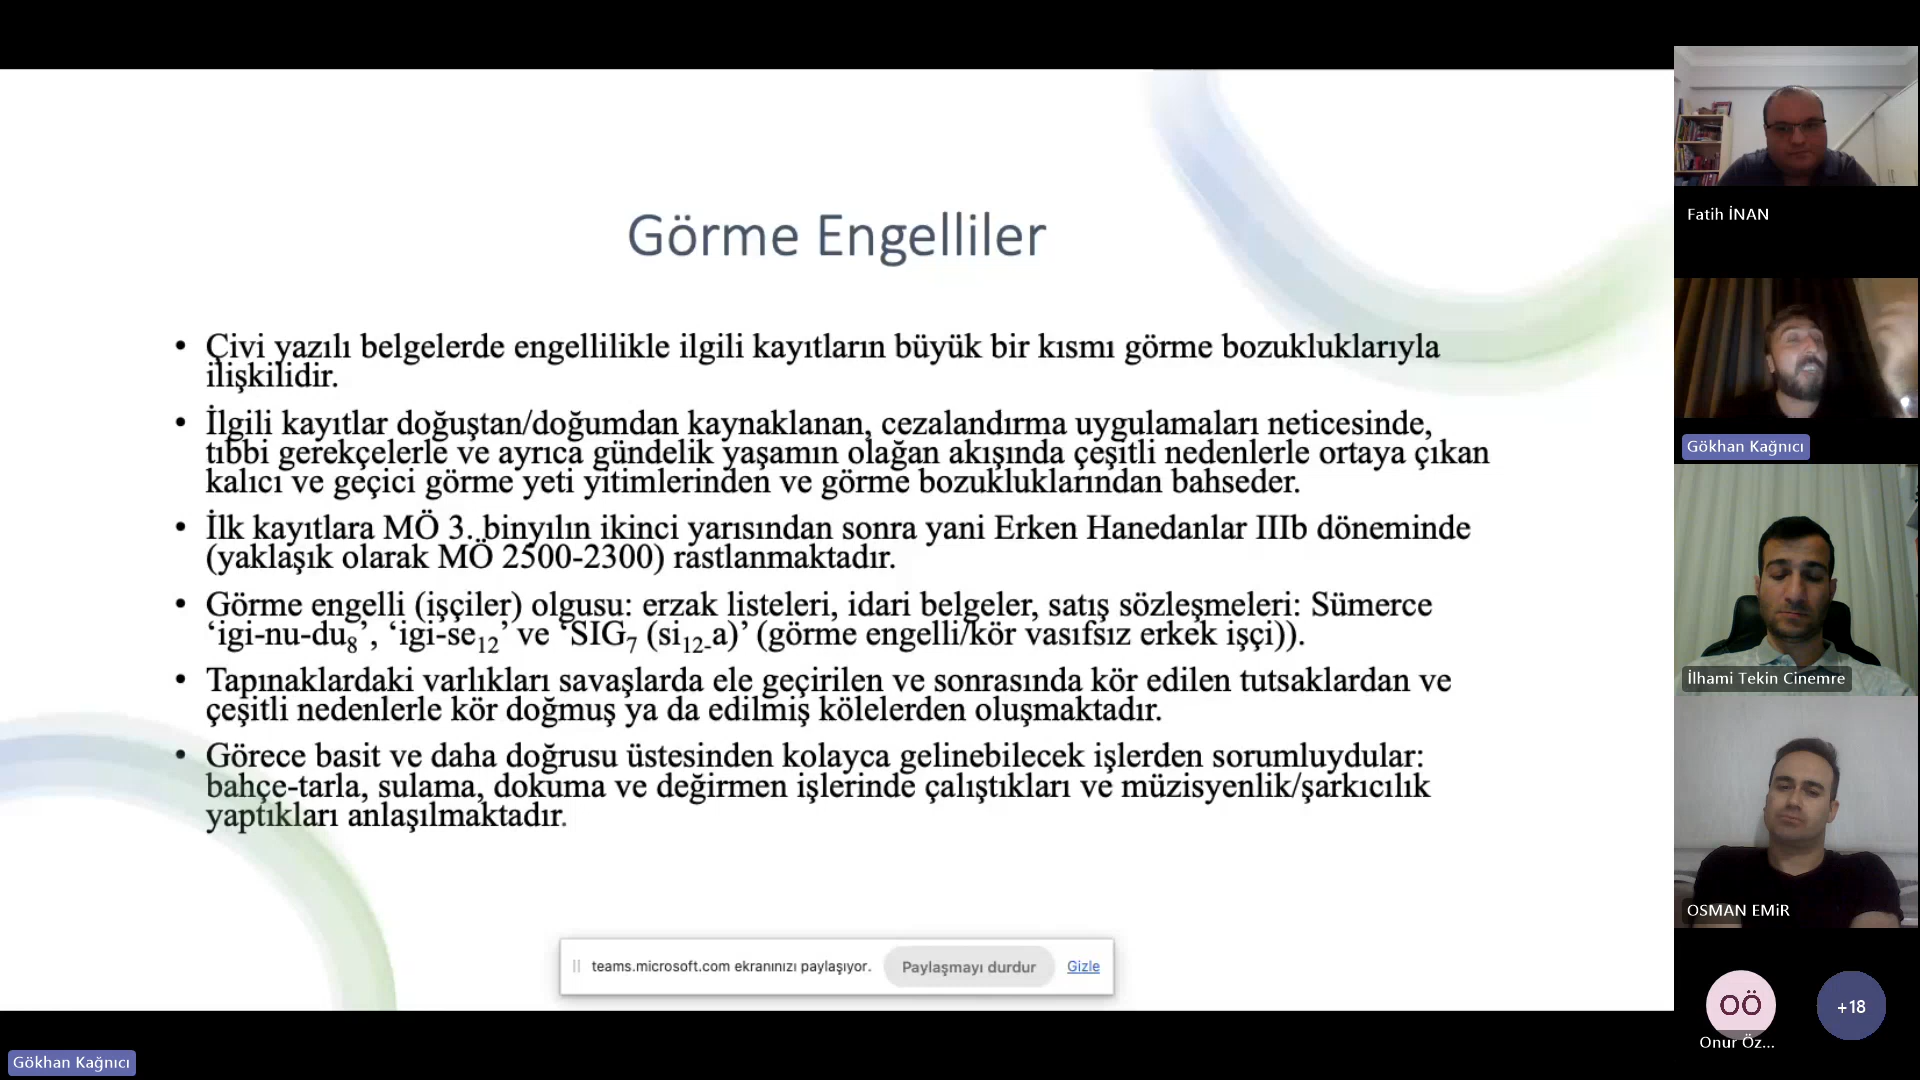 Görme Engelliler
• Çivi yazılı belgelerde engellilikle ilgili kayıtların büyük bir kısmı görme bozukluklarıyla
ilişkilidir.
• İlgili kayıtlar doğuştan/doğumdan kaynaklanan, cezalandırma uygulamaları neticesinde,
tıbbi gerekçelerle ve ayrıca gündelik yaşamın olağan akışında çeşitli nedenlerle ortaya çıkan
kalıcı ve geçici görme yeti yitimlerinden ve görme bozukluklarından bahseder.
• İlk kayıtlara MÖ 3. binyılın ikinci yarısından sonra yani Erken Hanedanlar IIIb döneminde
(yaklaşık olarak MÖ 2500-2300) rastlanmaktadır.
• Görme engelli (işçiler) olgusu: erzak listeleri, idari belgeler, satış sözleşmeleri: Sümerce
‘igi-nu-du₈’, ‘igi-se₁₂’ ve ‘SIG₇ (si₁₂-a)’ (görme engelli/kör vasıfsız erkek işçi)).
• Tapınaklardaki varlıkları savaşlarda ele geçirilen ve sonrasında kör edilen tutsaklardan ve
çeşitli nedenlerle kör doğmuş ya da edilmiş kölelerden oluşmaktadır.
• Görece basit ve daha doğrusu üstesinden kolayca gelinebilecek işlerden sorumluydular:
bahçe-tarla, sulama, dokuma ve değirmen işlerinde çalıştıkları ve müzisyenlik/şarkıcılık
yaptıkları anlaşılmaktadır.
teams.microsoft.com ekranınızı paylaşıyor. Paylaşmayı durdur Gizle
Gökhan Kağnıcı
Fatih İNAN
Gökhan Kağnıcı
İlhami Tekin Cinemre
OSMAN EMiR
OÖ
+18
Onur Öz...